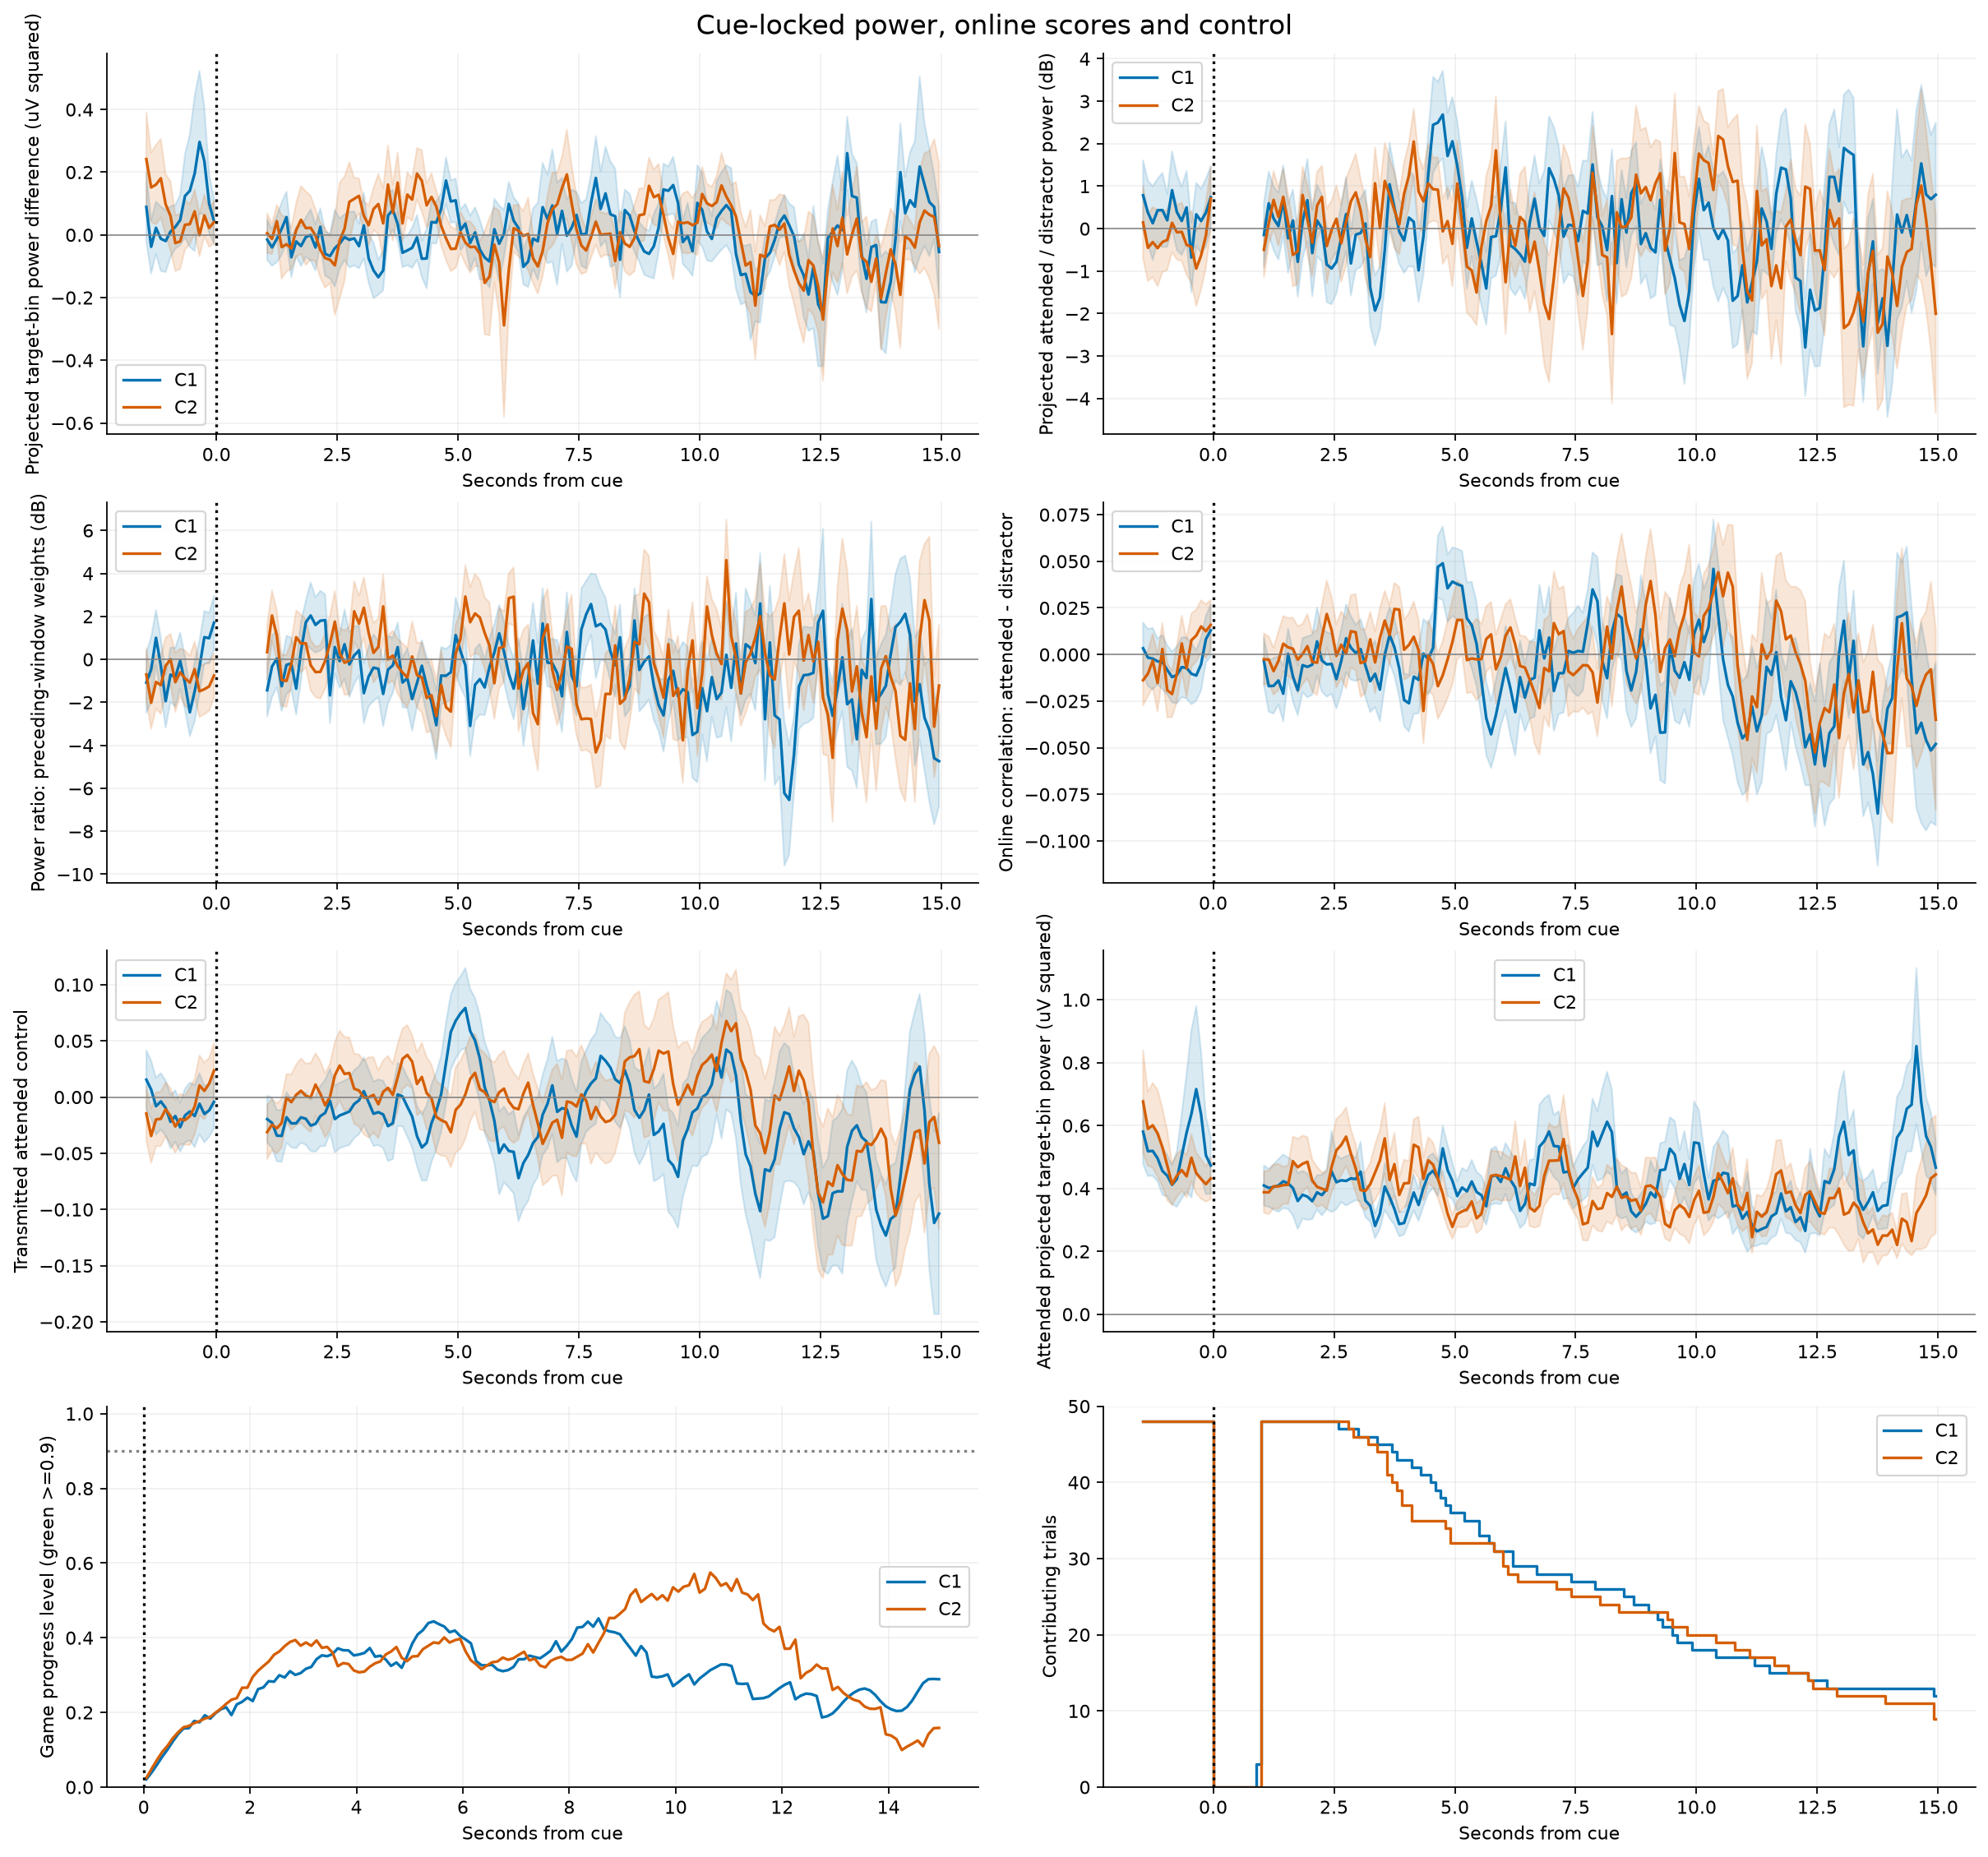 Cue-locked power, online scores and control
Projected target-bin power difference (uV squared)
0.4
0.2
0.0
−0.2
−0.4
−0.6
C1
C2
0.0 2.5 5.0 7.5 10.0 12.5 15.0
Seconds from cue
Projected attended / distractor power (dB)
4
3
2
1
0
−1
−2
−3
−4
C1
C2
0.0 2.5 5.0 7.5 10.0 12.5 15.0
Seconds from cue
Power ratio: preceding-window weights (dB)
6
4
2
0
−2
−4
−6
−8
−10
C1
C2
0.0 2.5 5.0 7.5 10.0 12.5 15.0
Seconds from cue
Online correlation: attended - distractor
0.075
0.050
0.025
0.000
−0.025
−0.050
−0.075
−0.100
C1
C2
0.0 2.5 5.0 7.5 10.0 12.5 15.0
Seconds from cue
Transmitted attended control
0.10
0.05
0.00
−0.05
−0.10
−0.15
−0.20
C1
C2
0.0 2.5 5.0 7.5 10.0 12.5 15.0
Seconds from cue
Attended projected target-bin power (uV squared)
1.0
0.8
0.6
0.4
0.2
0.0
C1
C2
0.0 2.5 5.0 7.5 10.0 12.5 15.0
Seconds from cue
Game progress level (green >=0.9)
1.0
0.8
0.6
0.4
0.2
0.0
C1
C2
0 2 4 6 8 10 12 14
Seconds from cue
Contributing trials
50
40
30
20
10
0
C1
C2
0.0 2.5 5.0 7.5 10.0 12.5 15.0
Seconds from cue